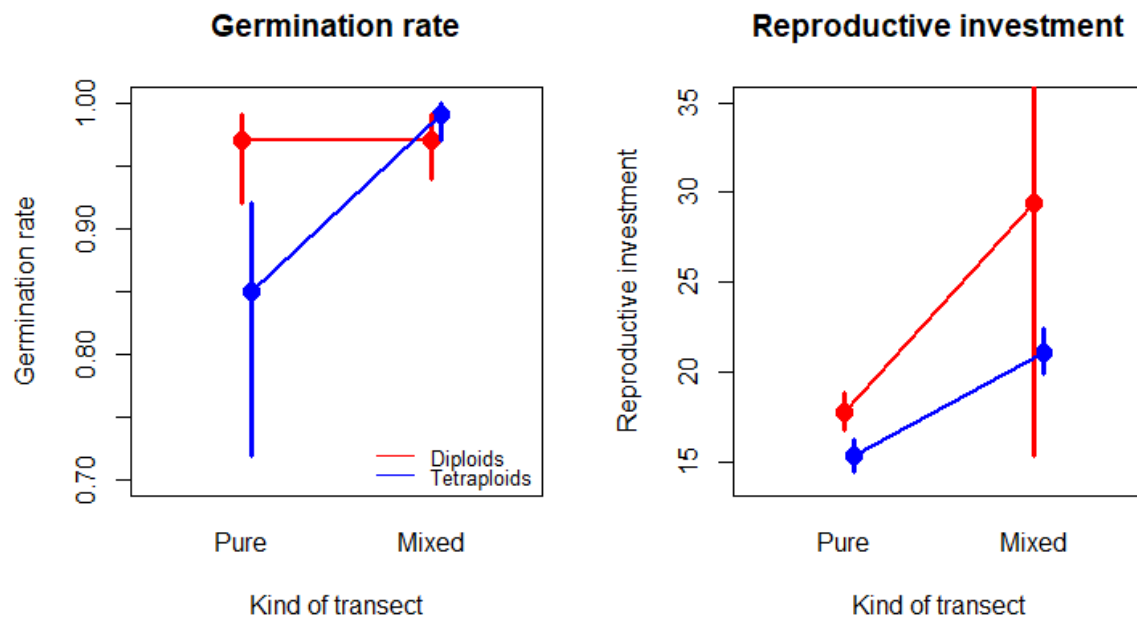 Germination rate
Germination rate
1.00
0.90
0.80
0.70
Diploids
Tetraploids
Pure
Mixed
Kind of transect
Reproductive investment
Reproductive investment
35
30
25
20
15
Pure
Mixed
Kind of transect